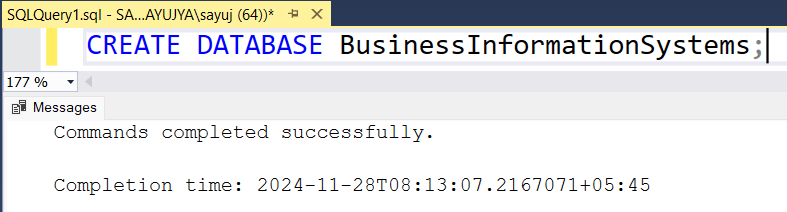 SQLQuery1.sql - SA...AYUJYA\sayuj (64))*
CREATE DATABASE BusinessInformationSystems;
177 %
Messages
Commands completed successfully.
Completion time: 2024-11-28T08:13:07.2167071+05:45